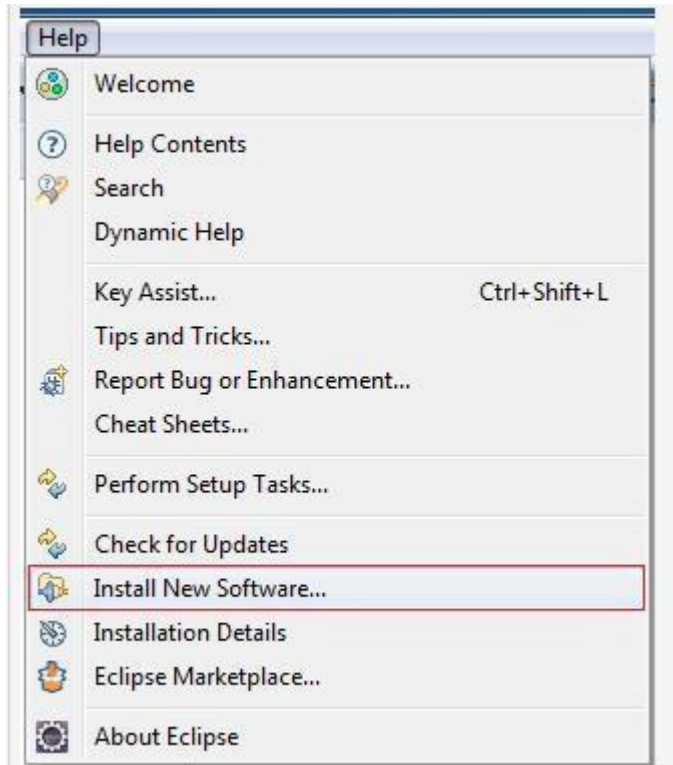 Help
Welcome
Help Contents
Search
Dynamic Help
Key Assist... Ctrl+Shift+L
Tips and Tricks...
Report Bug or Enhancement...
Cheat Sheets...
Perform Setup Tasks...
Check for Updates
Install New Software...
Installation Details
Eclipse Marketplace...
About Eclipse